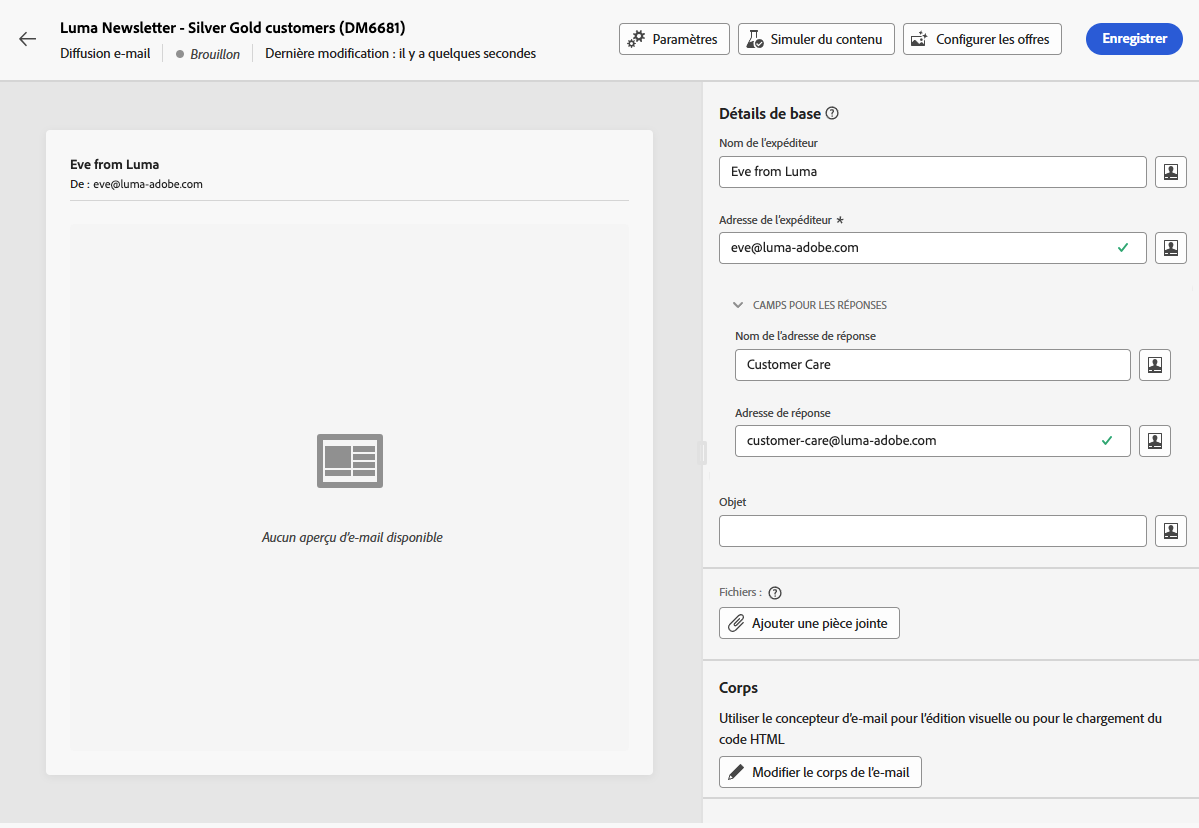 Luma Newsletter - Silver Gold customers (DM6681)
Diffusion e-mail
Brouillon
Dernière modification : il y a quelques secondes
Paramètres
Simuler du contenu
Configurer les offres
Enregistrer
Eve from Luma
De : eve@luma-adobe.com
Aucun aperçu d'e-mail disponible
Détails de base
Nom de l'expéditeur
Eve from Luma
Adresse de l'expéditeur *
eve@luma-adobe.com
CAMPS POUR LES RÉPONSES
Nom de l'adresse de réponse
Customer Care
Adresse de réponse
customer-care@luma-adobe.com
Objet
Fichiers :
Ajouter une pièce jointe
Corps
Utiliser le concepteur d'e-mail pour l'édition visuelle ou pour le chargement du
code HTML
Modifier le corps de l'e-mail